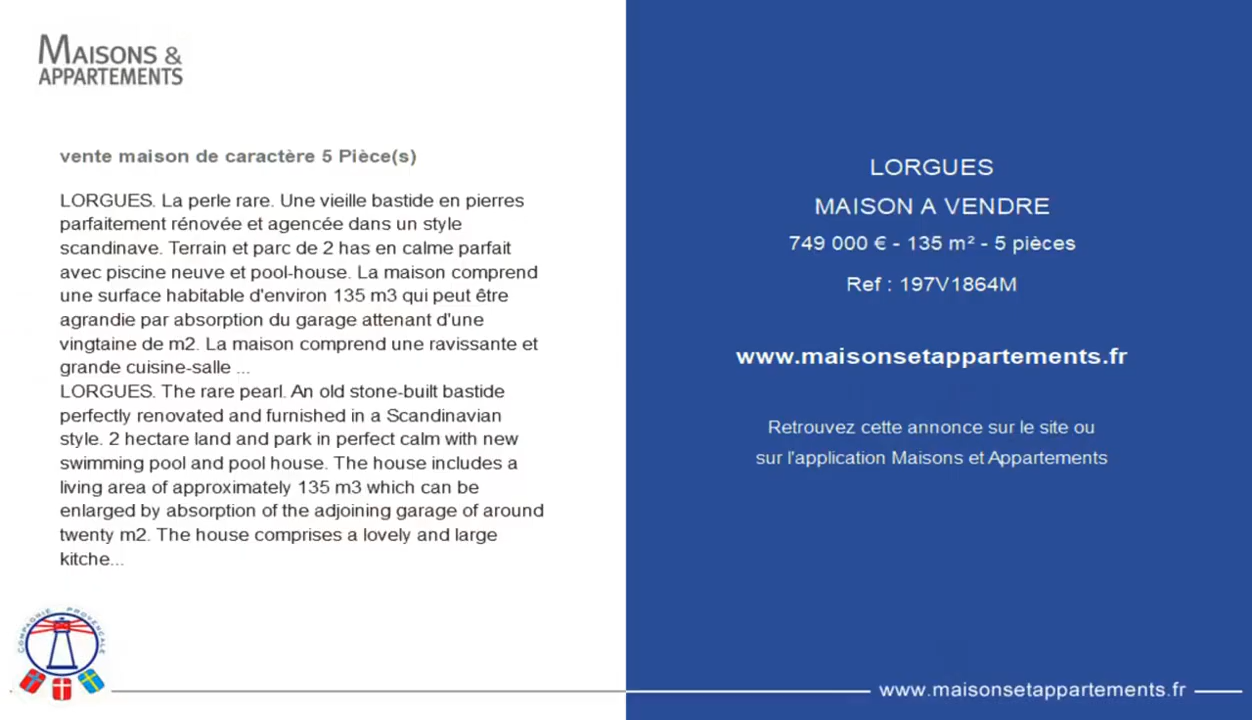 MAISONS &
APPARTEMENTS
vente maison de caractère 5 Pièce(s)
LORGUES. La perle rare. Une vieille bastide en pierres
parfaitement rénovée et agencée dans un style
scandinave. Terrain et parc de 2 has en calme parfait
avec piscine neuve et pool-house. La maison comprend
une surface habitable d'environ 135 m3 qui peut être
agrandie par absorption du garage attenant d'une
vingtaine de m2. La maison comprend une ravissante et
grande cuisine-salle ...
LORGUES. The rare pearl. An old stone-built bastide
perfectly renovated and furnished in a Scandinavian
style. 2 hectare land and park in perfect calm with new
swimming pool and pool house. The house includes a
living area of approximately 135 m3 which can be
enlarged by absorption of the adjoining garage of around
twenty m2. The house comprises a lovely and large
kitche...
COMPAGNIE PROVENCALE
LORGUES
MAISON A VENDRE
749 000 € - 135 m² - 5 pièces
Ref : 197V1864M
www.maisonsetappartements.fr
Retrouvez cette annonce sur le site ou
sur l'application Maisons et Appartements
www.maisonsetappartements.fr